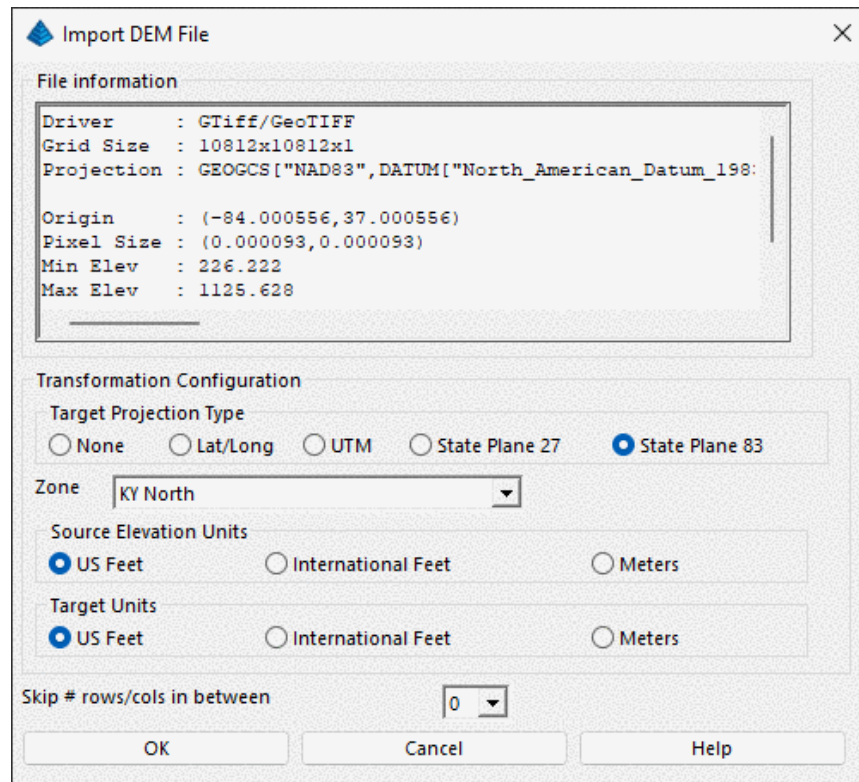 Import DEM File
File information
Driver : GTiff/GeoTIFF
Grid Size : 10812x10812x1
Projection : GEOGCS["NAD83",DATUM["North_American_Datum_198
Origin : (-84.000556,37.000556)
Pixel Size : (0.000093,0.000093)
Min Elev : 226.222
Max Elev : 1125.628
Transformation Configuration
Target Projection Type
None Lat/Long UTM State Plane 27 State Plane 83
Zone KY North
Source Elevation Units
US Feet International Feet Meters
Target Units
US Feet International Feet Meters
Skip # rows/cols in between 0
OK Cancel Help